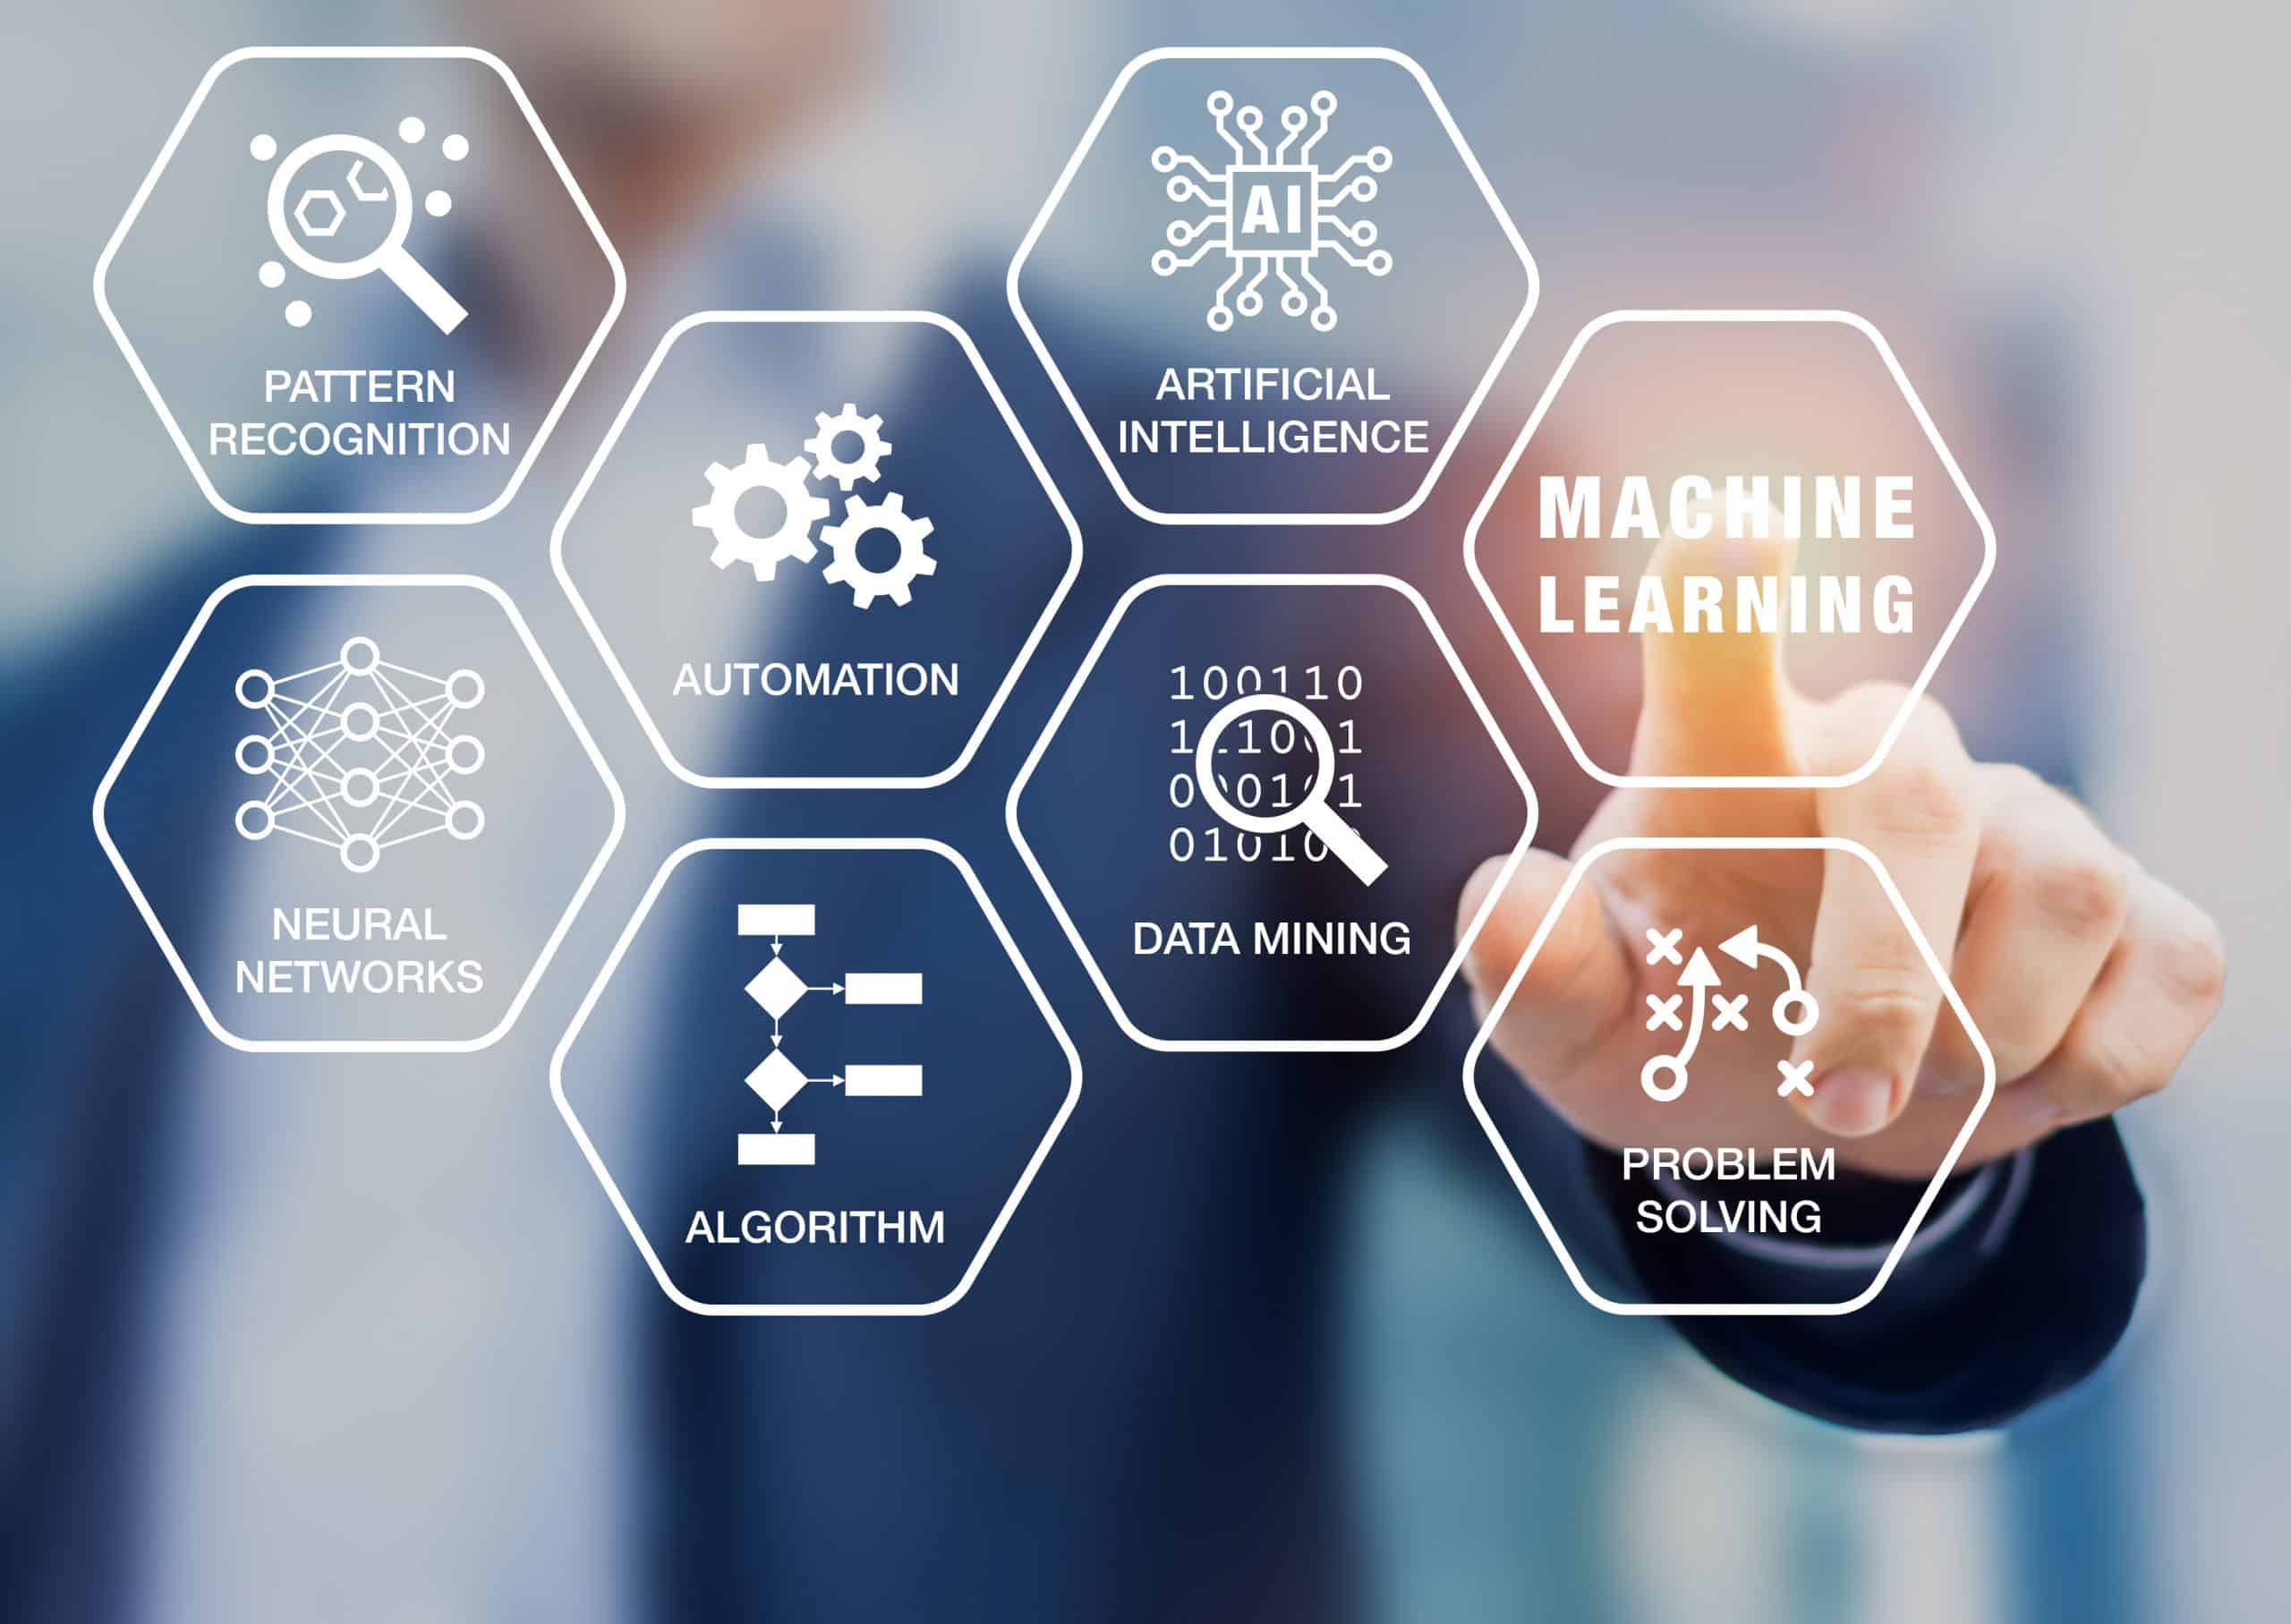 PATTERN
RECOGNITION
AI
ARTIFICIAL
INTELLIGENCE
AUTOMATION
MACHINE
LEARNING
NEURAL
NETWORKS
100110
DATA MINING
ALGORITHM
PROBLEM
SOLVING